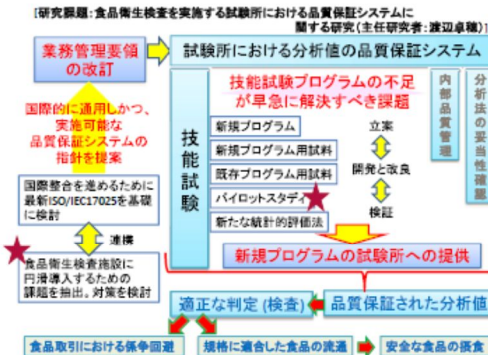 [研究課題:食品衛生検査を実施する試験所における品質保証システムに
関する研究(主任研究者:渡辺卓穂)]
業務管理要領
の改訂
試験所における分析値の品質保証システム
国際的に通用しかつ、
実施可能な
品質保証システムの
指針を提案
国際整合を進めるために
最新ISO/IEC17025を基礎
に検討
連携
食品衛生検査施設に
円滑導入するための
課題を抽出。対策を検討
技能試験
技能試験プログラムの不足
が早急に解決すべき課題
新規プログラム
新規プログラム用試料
既存プログラム用試料
パイロットスタディ
新たな統計的評価法
立案
開発と改良
検証
内部品質管理
分析法の妥当性確認
新規プログラムの試験所への提供
適正な判定(検査)
品質保証された分析値
食品取引における係争回避
規格に適合した食品の流通
安全な食品の摂食